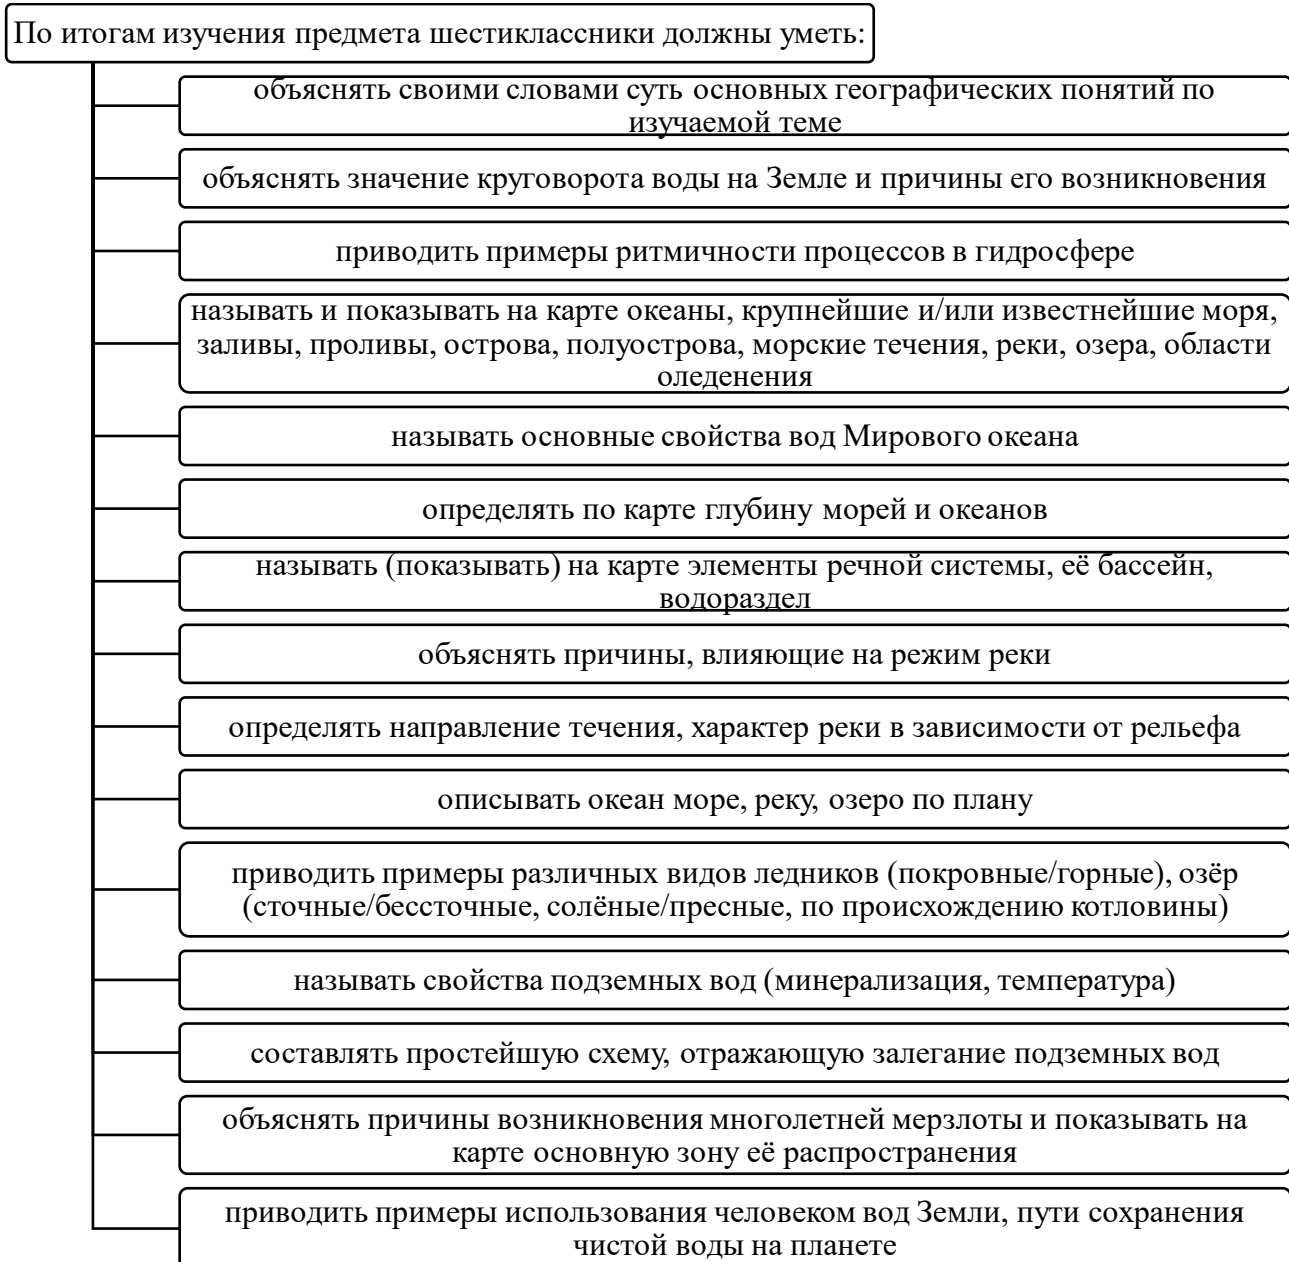 По итогам изучения предмета шестиклассники должны уметь:
объяснять своими словами суть основных географических понятий по
изучаемой теме
объяснять значение круговорота воды на Земле и причины его возникновения
приводить примеры ритмичности процессов в гидросфере
называть и показывать на карте океаны, крупнейшие и/или известнейшие моря,
заливы, проливы, острова, полуострова, морские течения, реки, озера, области
оледенения
называть основные свойства вод Мирового океана
определять по карте глубину морей и океанов
называть (показывать) на карте элементы речной системы, её бассейн,
водораздел
объяснять причины, влияющие на режим реки
определять направление течения, характер реки в зависимости от рельефа
описывать океан море, реку, озеро по плану
приводить примеры различных видов ледников (покровные/горные), озёр
(сточные/бессточные, солёные/пресные, по происхождению котловины)
называть свойства подземных вод (минерализация, температура)
составлять простейшую схему, отражающую залегание подземных вод
объяснять причины возникновения многолетней мерзлоты и показывать на
карте основную зону её распространения
приводить примеры использования человеком вод Земли, пути сохранения
чистой воды на планете